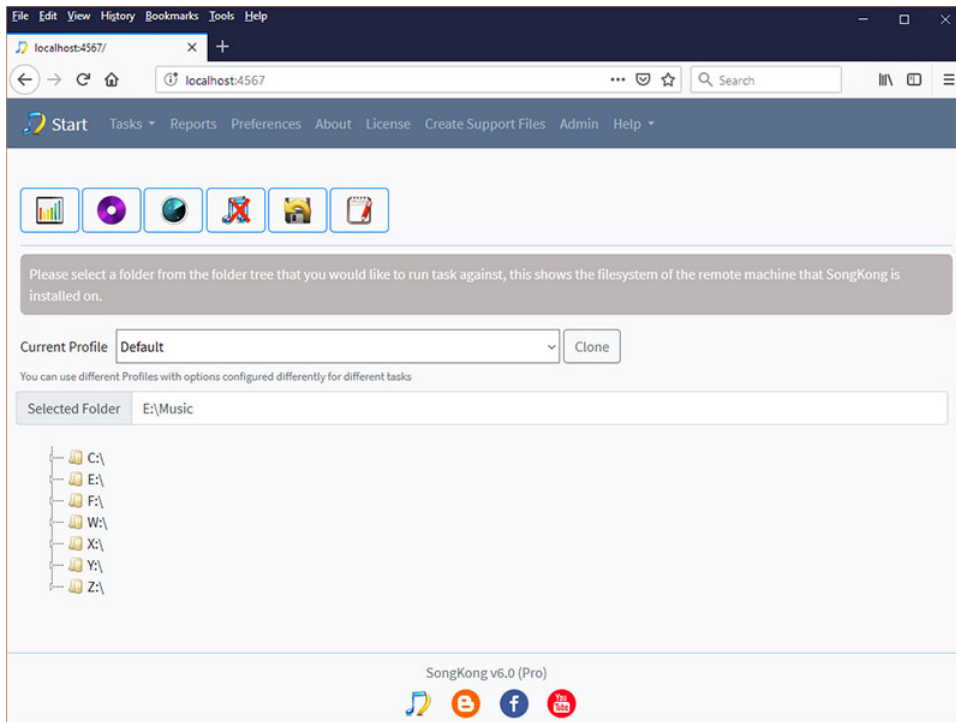 File Edit View History Bookmarks Tools Help
localhost:4567/
localhost:4567
Search
Start Tasks Reports Preferences About License Create Support Files Admin Help
Please select a folder from the folder tree that you would like to run task against, this shows the filesystem of the remote machine that SongKong is
installed on.
Current Profile Default Clone
You can use different Profiles with options configured differently for different tasks
Selected Folder E:\Music
C:\
E:\
F:\
W:\
X:\
Y:\
Z:\
SongKong v6.0 (Pro)
You Tube